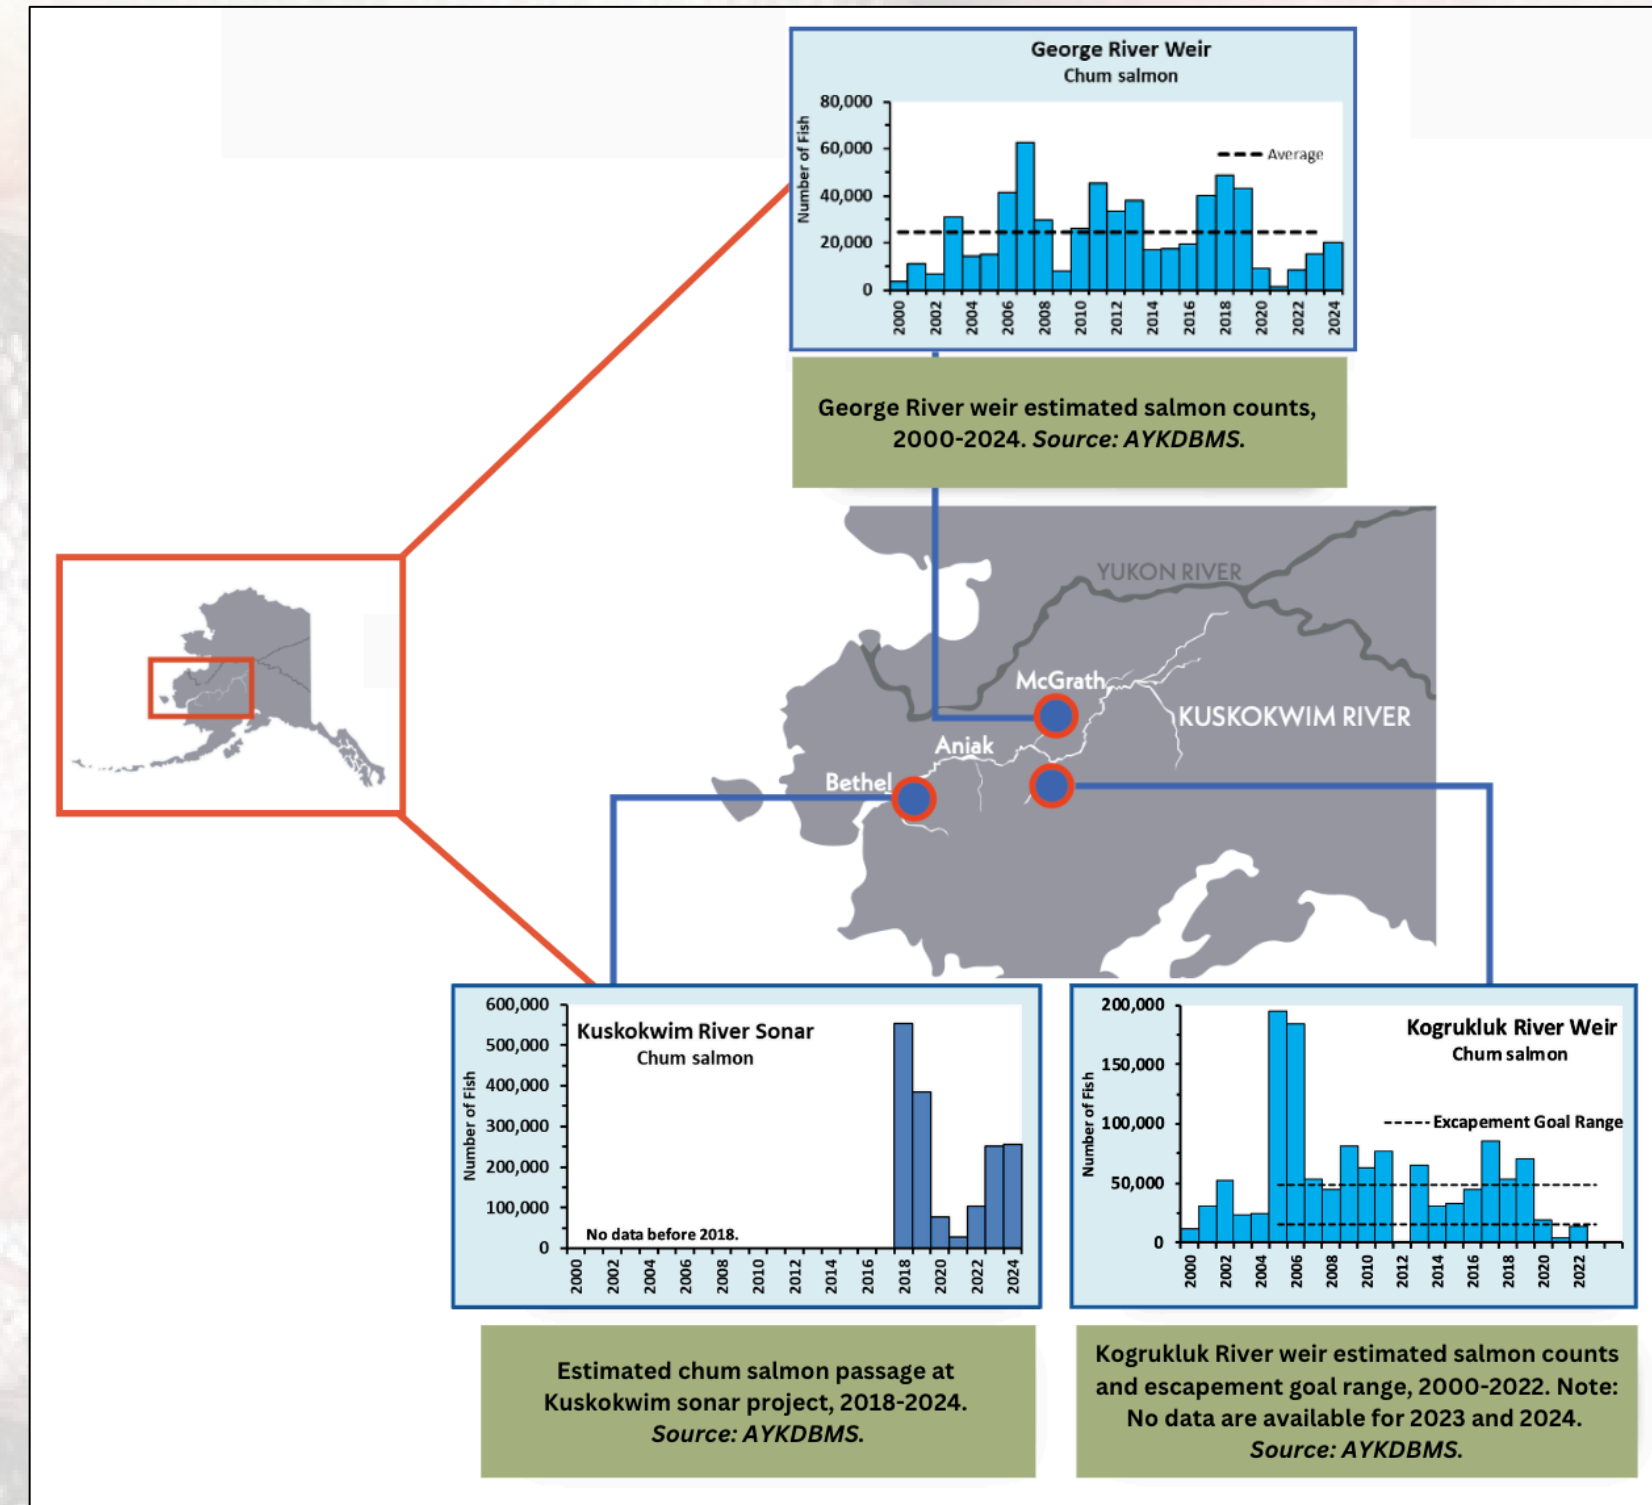 George River Weir
Chum salmon
Number of Fish
80,000
60,000
40,000
20,000
0
Average
2000
2002
2004
2006
2008
2010
2012
2014
2016
2018
2020
2022
2024
George River weir estimated salmon counts,
2000-2024. Source: AYKDBMS.
YUKON RIVER
McGrath
KUSKOKWIM RIVER
Aniak
Bethel
Kuskokwim River Sonar
Chum salmon
Number of Fish
600,000
500,000
400,000
300,000
200,000
100,000
0
No data before 2018.
2000
2002
2004
2006
2008
2010
2012
2014
2016
2018
2020
2022
2024
Estimated chum salmon passage at
Kuskokwim sonar project, 2018-2024.
Source: AYKDBMS.
Kogrukluk River Weir
Chum salmon
Number of Fish
200,000
150,000
100,000
50,000
0
Excapement Goal Range
2000
2002
2004
2006
2008
2010
2012
2014
2016
2018
2020
2022
Kogrukluk River weir estimated salmon counts
and escapement goal range, 2000-2022. Note:
No data are available for 2023 and 2024.
Source: AYKDBMS.